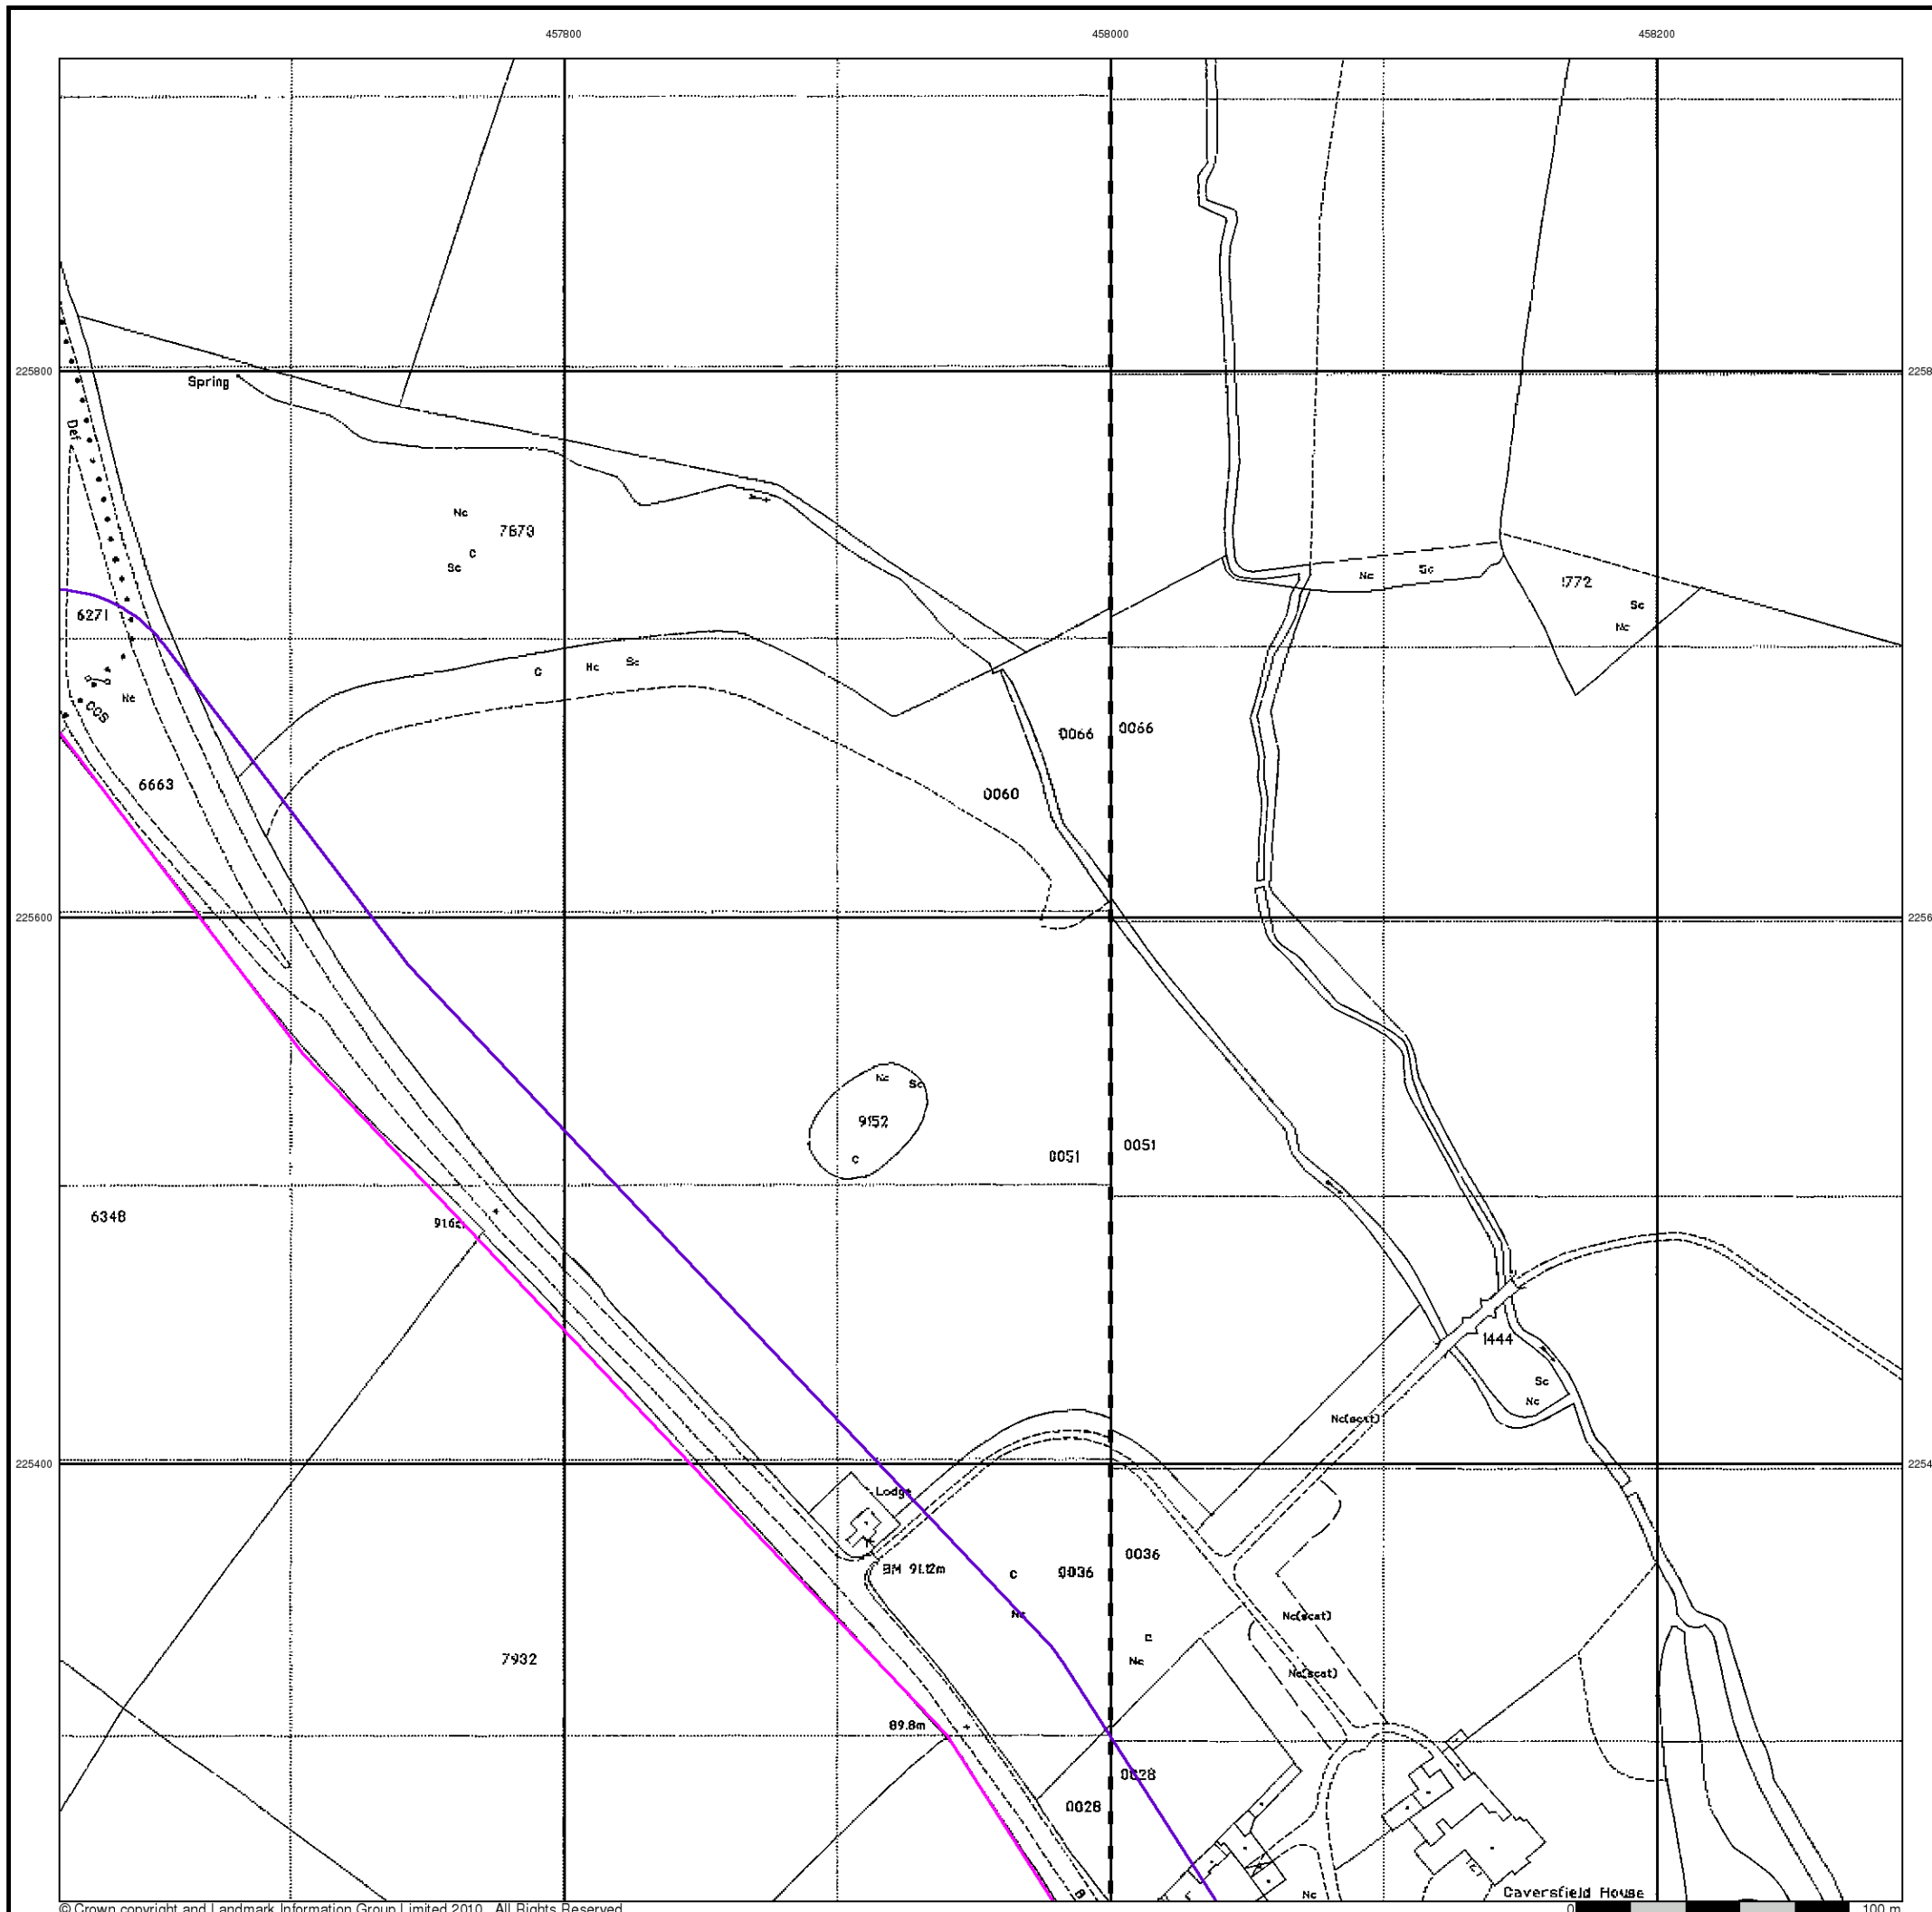 457800 458000 458200
225800
Spring
Def
Nc
7873
C
Sc
Nc Sc
1772
Sc
Nc
6271
C Nc Sc
Nc
CCS
0066 0066
6663
0060
225600
Nc Sc
9152
C
0051 0051
6348
1444
Sc
Nc
Nc(scat)
225400
Lodge
BM 91.12m
C 0036 0036
Nc
Nc(scat)
C
Nc
7932
Nc(scat)
89.8m
0028
0028
Nc
Caversfield House
© Crown copyright and Landmark Information Group Limited 2010. All Rights Reserved
0 100 m